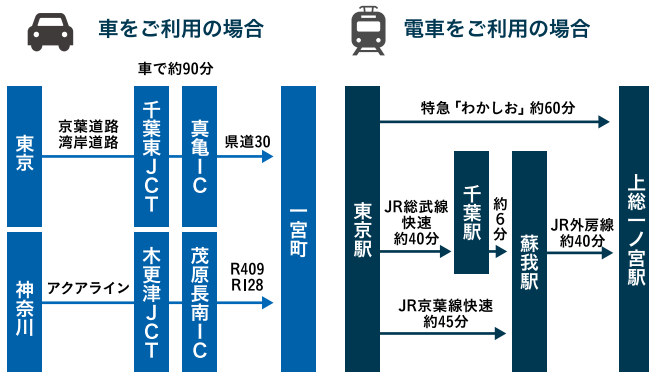 車をご利用の場合
車で約90分
東京
京葉道路
湾岸道路
千葉東JCT
真亀IC
県道30
一宮町
神奈川
アクアライン
木更津JCT
茂原長南IC
R409
R128
電車をご利用の場合
東京駅
特急「わかしお」約60分
上総一ノ宮駅
JR総武線
快速
約40分
千葉駅
約6分
蘇我駅
JR外房線
約40分
JR京葉線快速
約45分